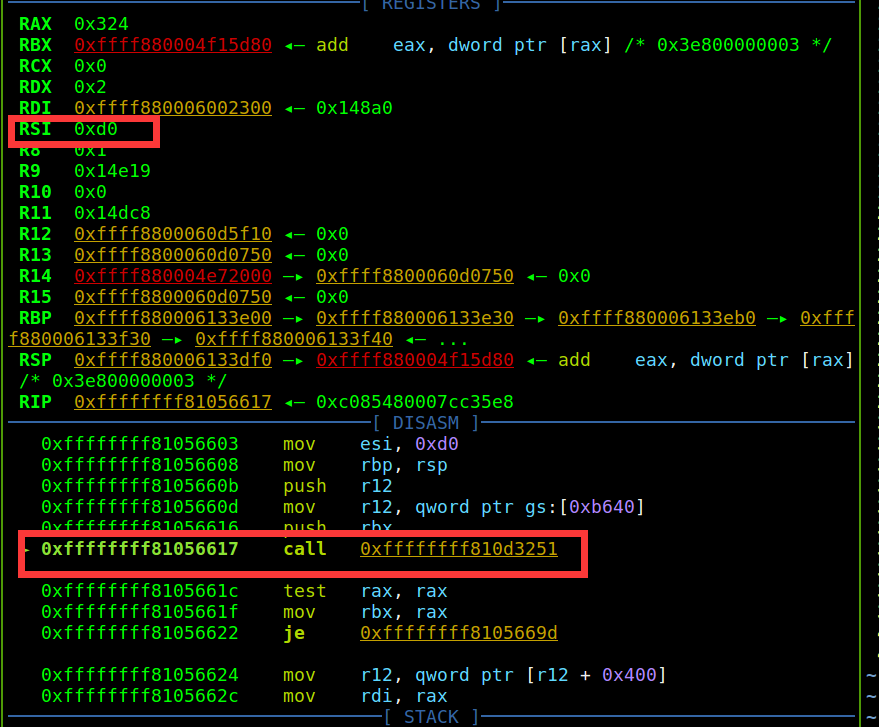 [ REGISTERS ]
RAX  0x324
RBX  0xffff880004f15d80 ◂— add    eax, dword ptr [rax] /* 0x3e800000003 */
RCX  0x0
RDX  0x2
RDI  0xffff880006002300 ◂— 0x148a0
RSI  0xd0
R8   0x1
R9   0x14e19
R10  0x0
R11  0x14dc8
R12  0xffff8800060d5f10 ◂— 0x0
R13  0xffff8800060d0750 ◂— 0x0
R14  0xffff880004e72000 —▸ 0xffff8800060d0750 ◂— 0x0
R15  0xffff8800060d0750 ◂— 0x0
RBP  0xffff880006133e00 —▸ 0xffff880006133e30 —▸ 0xffff880006133eb0 —▸ 0xfff
f880006133f30 —▸ 0xffff880006133f40 ◂— ...
RSP  0xffff880006133df0 —▸ 0xffff880004f15d80 ◂— add    eax, dword ptr [rax]
/* 0x3e800000003 */
RIP  0xffffffff81056617 ◂— 0xc085480007cc35e8
[ DISASM ]
0xffffffff81056603    mov    esi, 0xd0
0xffffffff81056608    mov    rbp, rsp
0xffffffff8105660b    push   r12
0xffffffff8105660d    mov    r12, qword ptr gs:[0xb640]
0xffffffff81056616    push   rbx
▸ 0xffffffff81056617    call   0xffffffff810d3251
0xffffffff8105661c    test   rax, rax
0xffffffff8105661f    mov    rbx, rax
0xffffffff81056622    je     0xffffffff8105669d
0xffffffff81056624    mov    r12, qword ptr [r12 + 0x400]
~
0xffffffff8105662c    mov    rdi, rax
~
[ STACK ]
~